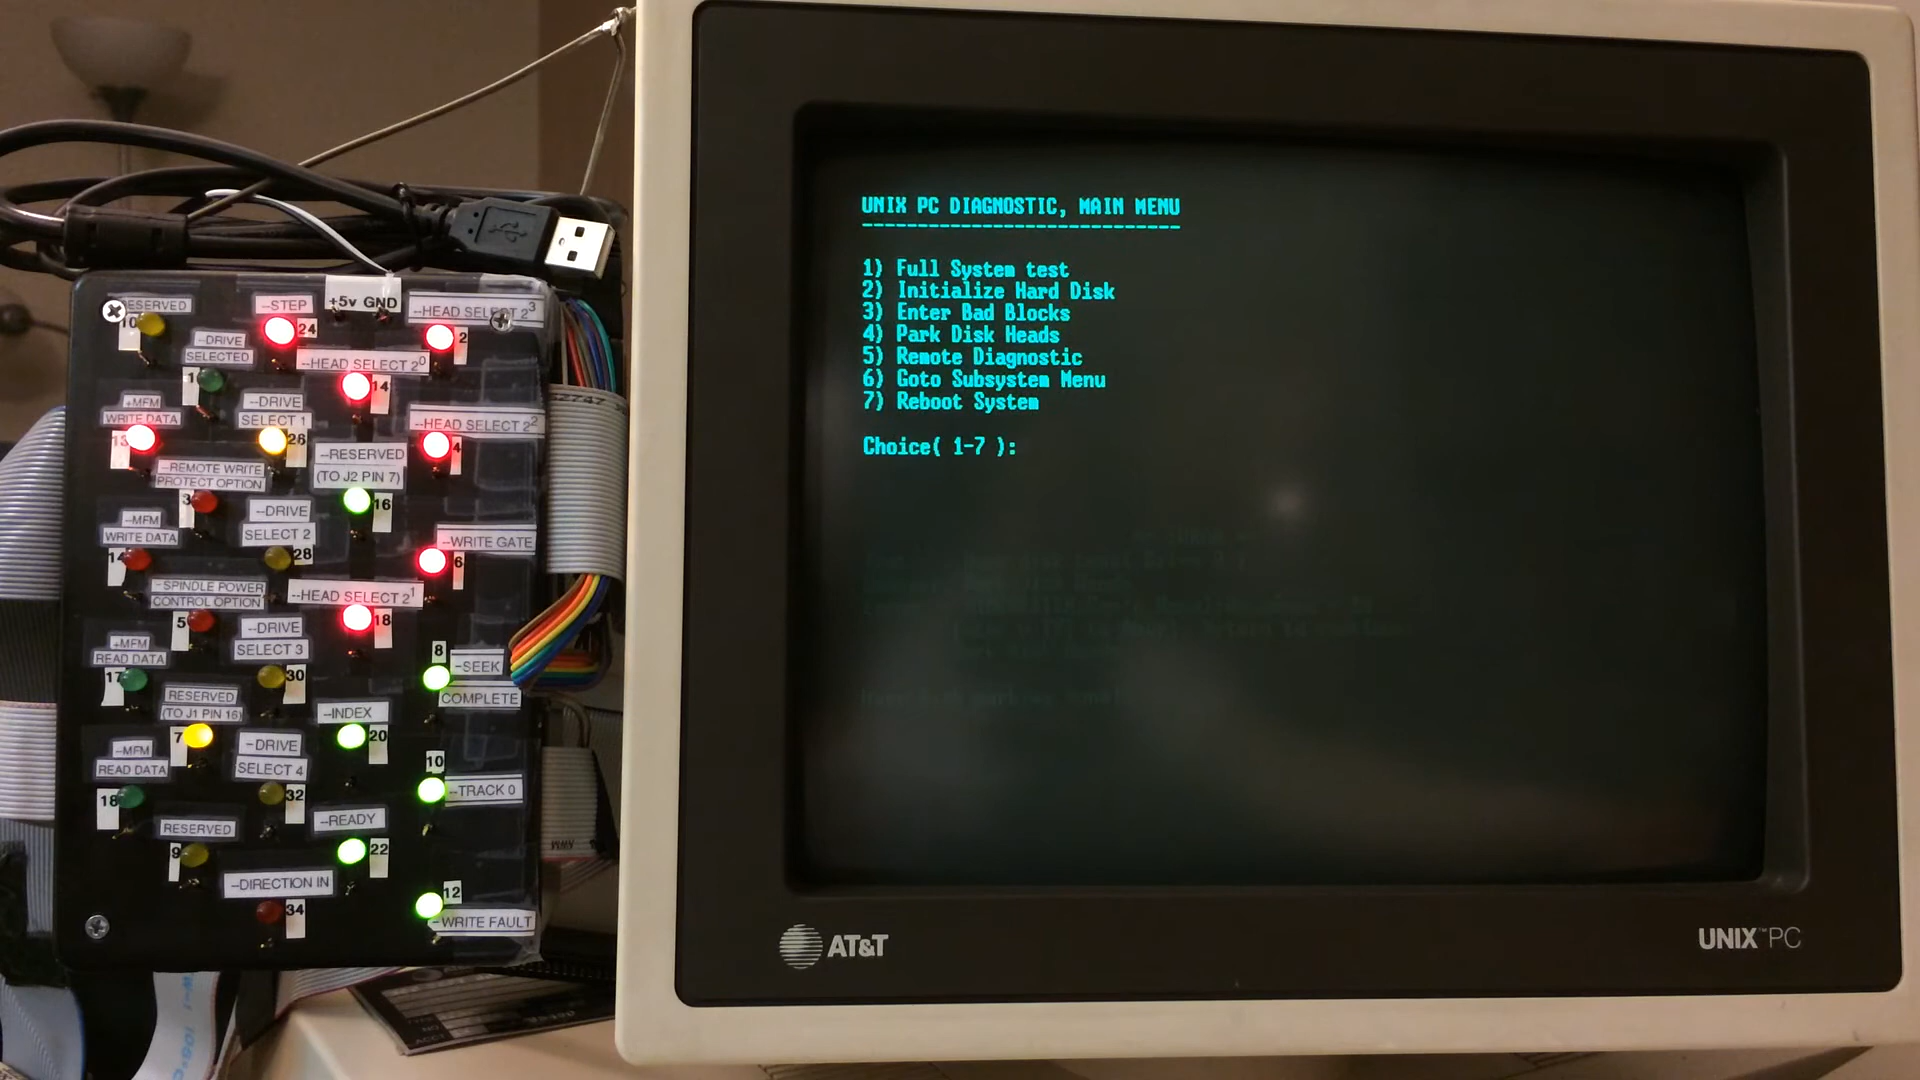 RESERVED
10
--STEP
24
+5v GND
--HEAD SELECT 2³
2
--DRIVE
SELECTED
1
--HEAD SELECT 2⁰
14
+MFM
WRITE DATA
13
--DRIVE
SELECT 1
26
--HEAD SELECT 2²
4
--REMOTE WRITE
PROTECT OPTION
3
--RESERVED
(TO J2 PIN 7)
16
--MFM
WRITE DATA
14
--DRIVE
SELECT 2
28
--WRITE GATE
6
--SPINDLE POWER
CONTROL OPTION
5
--HEAD SELECT 2¹
18
+MFM
READ DATA
17
--DRIVE
SELECT 3
30
8
--SEEK
COMPLETE
RESERVED
(TO J1 PIN 16)
7
--INDEX
20
--MFM
READ DATA
18
--DRIVE
SELECT 4
32
10
--TRACK 0
RESERVED
9
--READY
22
--DIRECTION IN
34
12
--WRITE FAULT
UNIX PC DIAGNOSTIC, MAIN MENU
-----------------------------
1) Full System test
2) Initialize Hard Disk
3) Enter Bad Blocks
4) Park Disk Heads
5) Remote Diagnostic
6) Goto Subsystem Menu
7) Reboot System
Choice( 1-7 ):
AT&T
UNIX™ PC